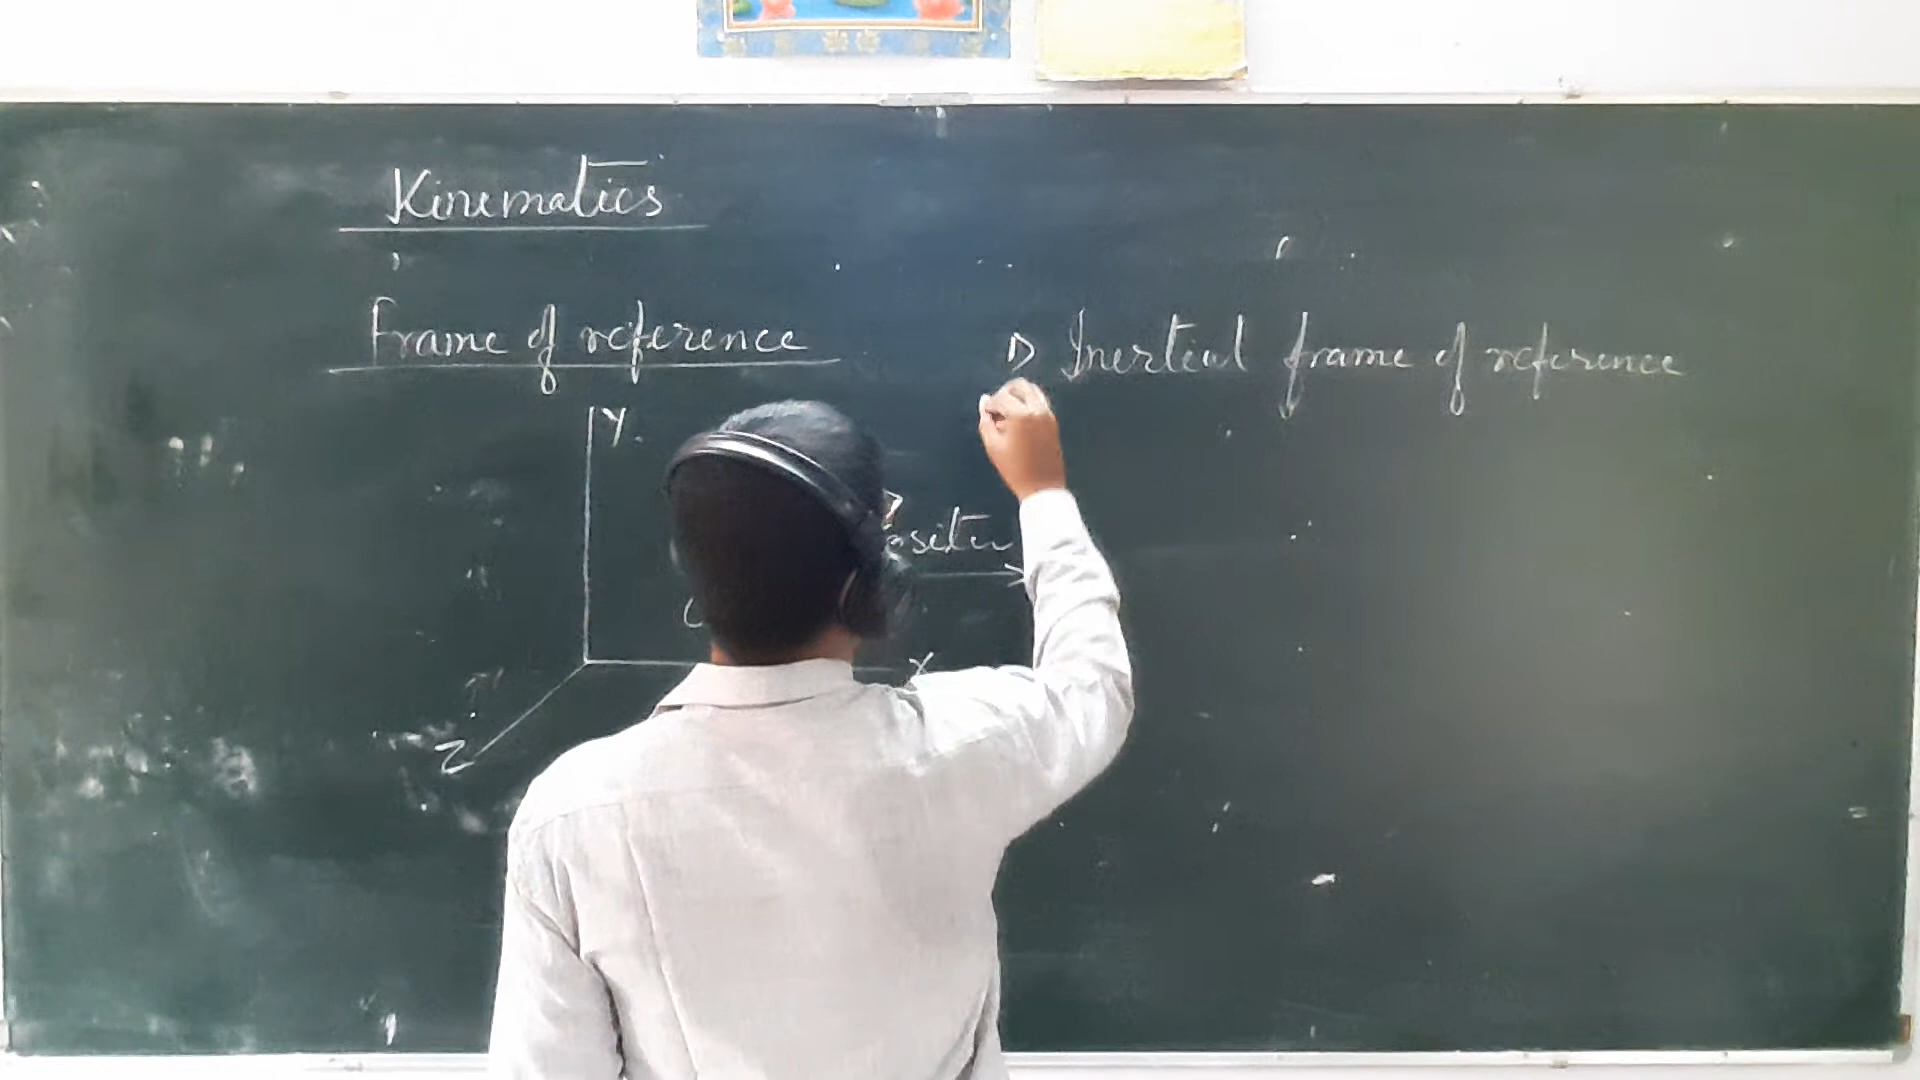 Kinematics
Frame of reference
Y
X
Z
1) Inertial frame of reference